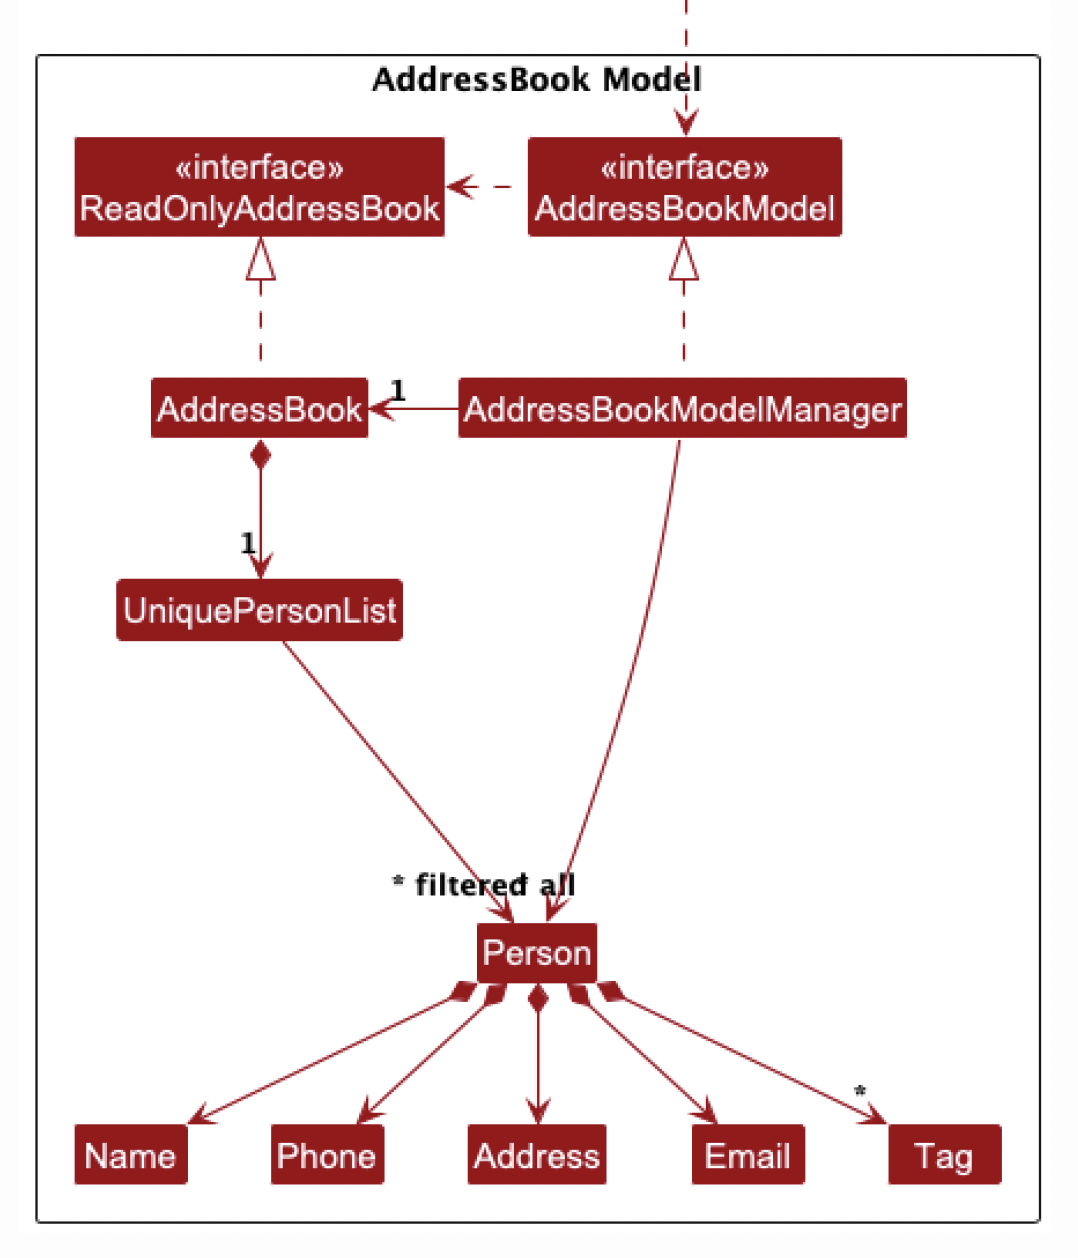 AddressBook Model
«interface»
ReadOnlyAddressBook
«interface»
AddressBookModel
AddressBook
1
AddressBookModelManager
1
UniquePersonList
* filtered all
Person
*
Name
Phone
Address
Email
Tag